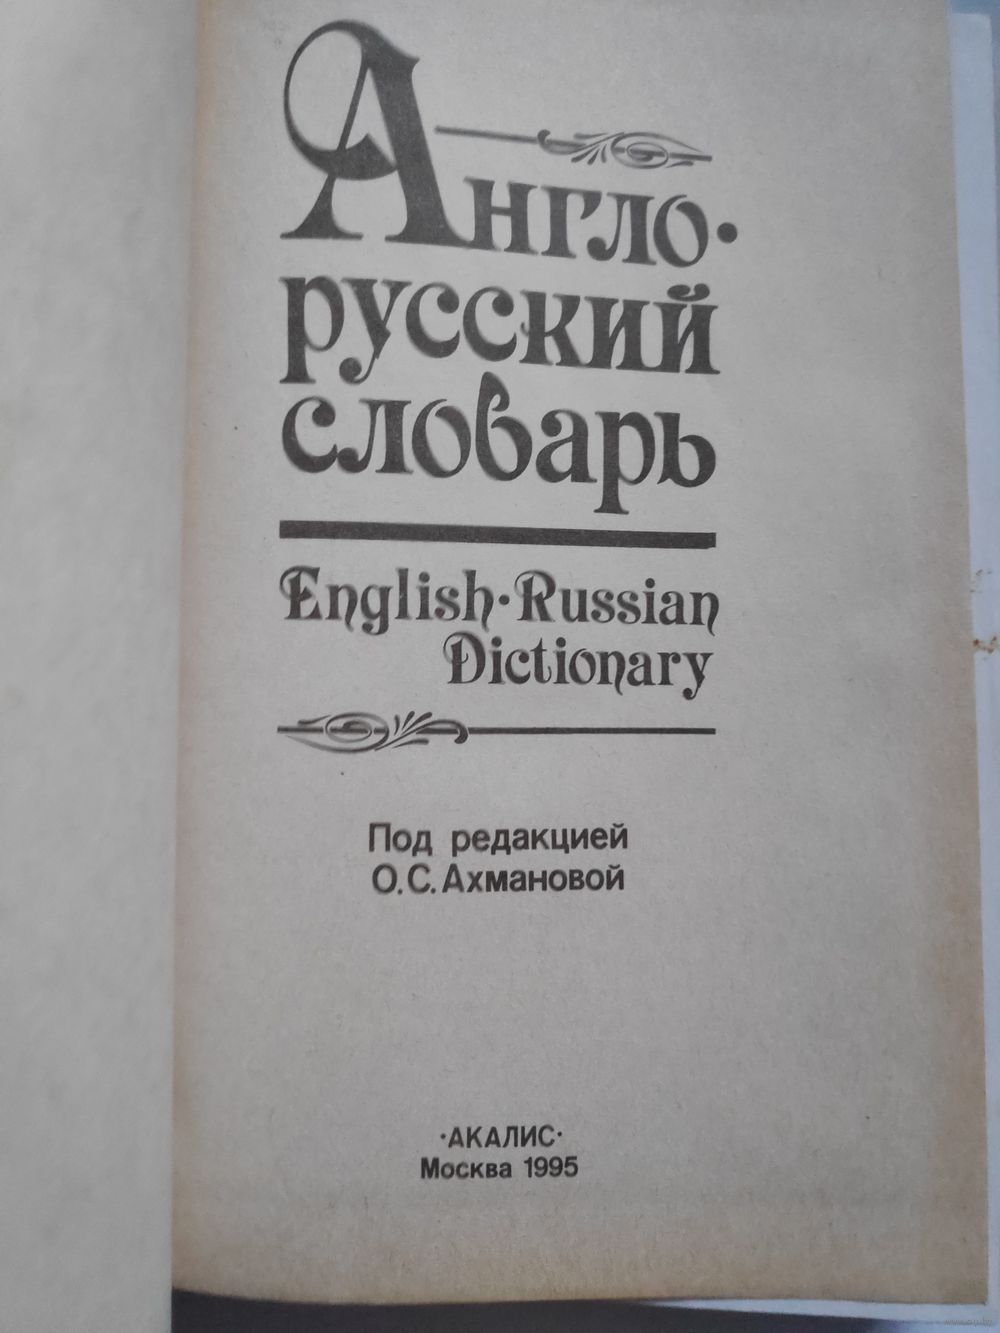 Англо-
русский
словарь
English-Russian
Dictionary
Под редакцией
О.С.Ахмановой
·АКАЛИС·
Москва 1995